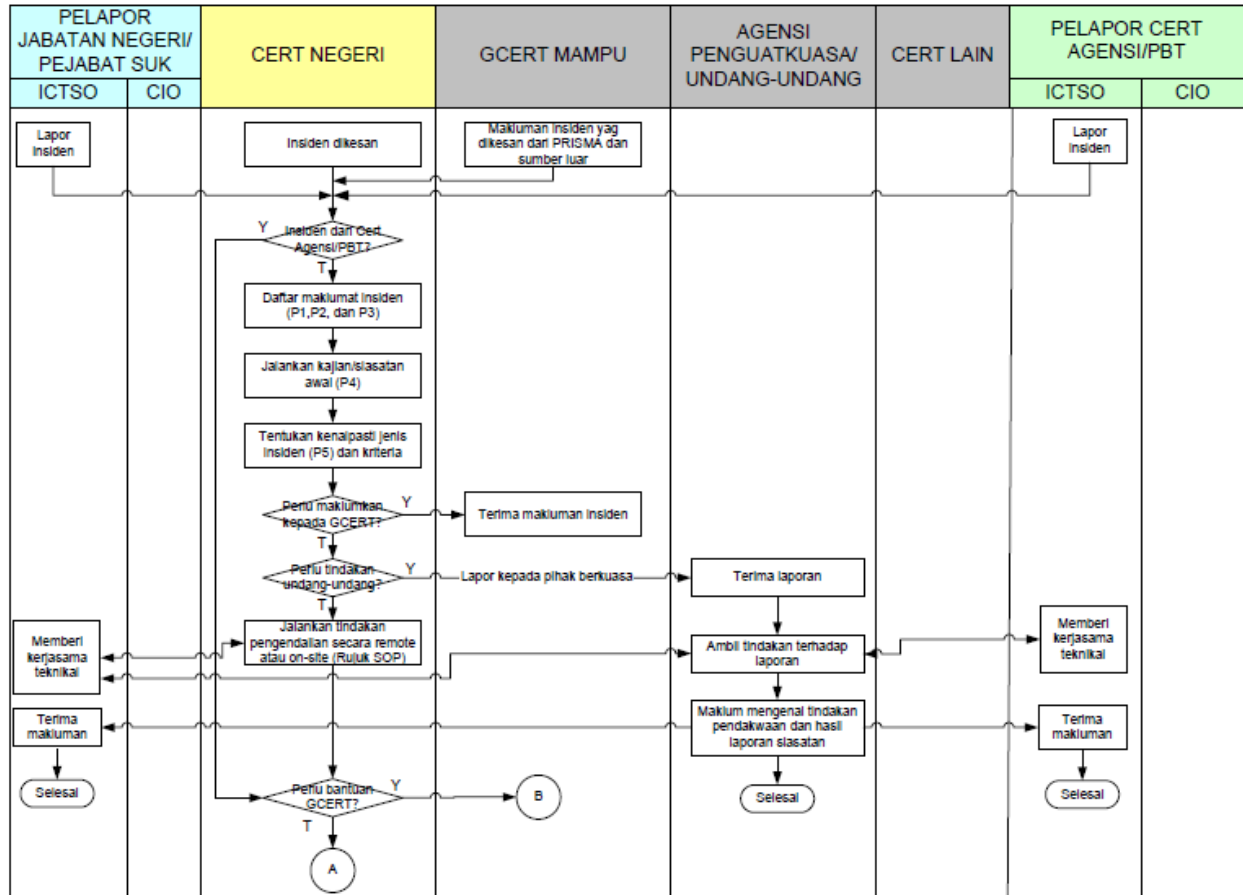 PELAPOR
JABATAN NEGERI/
PEJABAT SUK
CERT NEGERI
GCERT MAMPU
AGENSI
PENGUATKUASA/
UNDANG-UNDANG
CERT LAIN
PELAPOR CERT
AGENSI/PBT
ICTSO
CIO
ICTSO
CIO
Lapor
Insiden
Insiden dikesan
Makluman Insiden yag
dikesan dari PRISMA dan
sumber luar
Lapor
Insiden
Insiden dari Cert
Agensi/PBT?
Y
T
Daftar maklumat Insiden
(P1,P2, dan P3)
Jalankan kajian/siasatan
awal (P4)
Tentukan kenalpasti jenis
Insiden (P5) dan kriteria
Perlu maklumkan
kepada GCERT?
Y
T
Terima makluman Insiden
Perlu tindakan
undang-undang?
Y
T
Lapor kepada pihak berkuasa
Terima laporan
Memberi
kerjasama
teknikal
Jalankan tindakan
pengendalian secara remote
atau on-site (Rujuk SOP)
Ambil tindakan terhadap
laporan
Memberi
kerjasama
teknikal
Terima
makluman
Maklum mengenai tindakan
pendakwaan dan hasil
laporan siasatan
Terima
makluman
Selesai
Perlu bantuan
GCERT?
Y
T
B
Selesai
Selesai
A